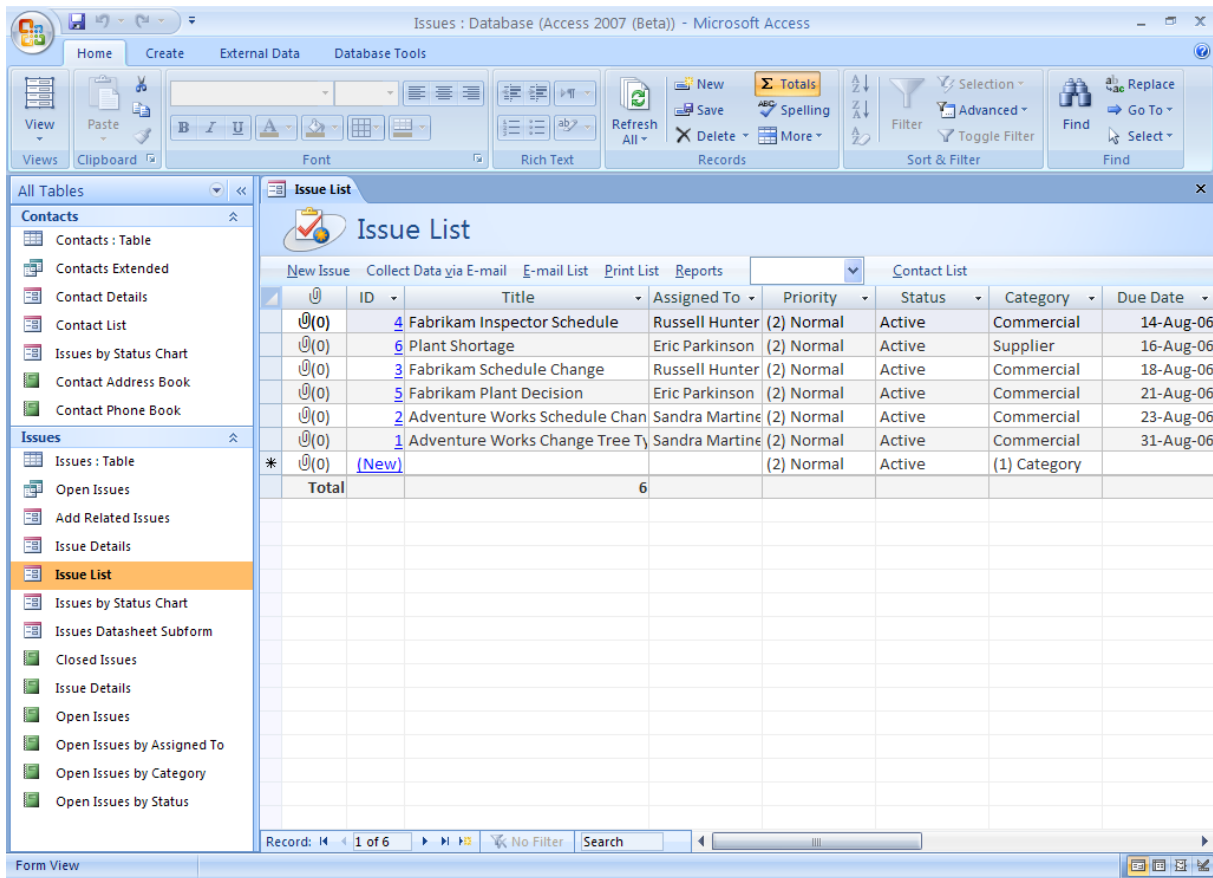 Issues : Database (Access 2007 (Beta)) - Microsoft Access
Home Create External Data Database Tools
View
Paste
B I U
Refresh All
New
Save
Delete
Σ Totals
ABC Spelling
More
A Z
Z A
Filter
Selection
Advanced
Toggle Filter
Find
Replace
Go To
Select
Views Clipboard Font Rich Text Records Sort & Filter Find
All Tables
Contacts
Contacts : Table
Contacts Extended
Contact Details
Contact List
Issues by Status Chart
Contact Address Book
Contact Phone Book
Issues
Issues : Table
Open Issues
Add Related Issues
Issue Details
Issue List
Issues by Status Chart
Issues Datasheet Subform
Closed Issues
Issue Details
Open Issues
Open Issues by Assigned To
Open Issues by Category
Open Issues by Status
Issue List
Issue List
New Issue Collect Data via E-mail E-mail List Print List Reports Contact List
ID Title Assigned To Priority Status Category Due Date
(0) 4 Fabrikam Inspector Schedule Russell Hunter (2) Normal Active Commercial 14-Aug-06
(0) 6 Plant Shortage Eric Parkinson (2) Normal Active Supplier 16-Aug-06
(0) 3 Fabrikam Schedule Change Russell Hunter (2) Normal Active Commercial 18-Aug-06
(0) 5 Fabrikam Plant Decision Eric Parkinson (2) Normal Active Commercial 21-Aug-06
(0) 2 Adventure Works Schedule Chan Sandra Martine (2) Normal Active Commercial 23-Aug-06
(0) 1 Adventure Works Change Tree Ty Sandra Martine (2) Normal Active Commercial 31-Aug-06
* (0) (New) (2) Normal Active (1) Category
Total 6
Record: 1 of 6 No Filter Search
Form View